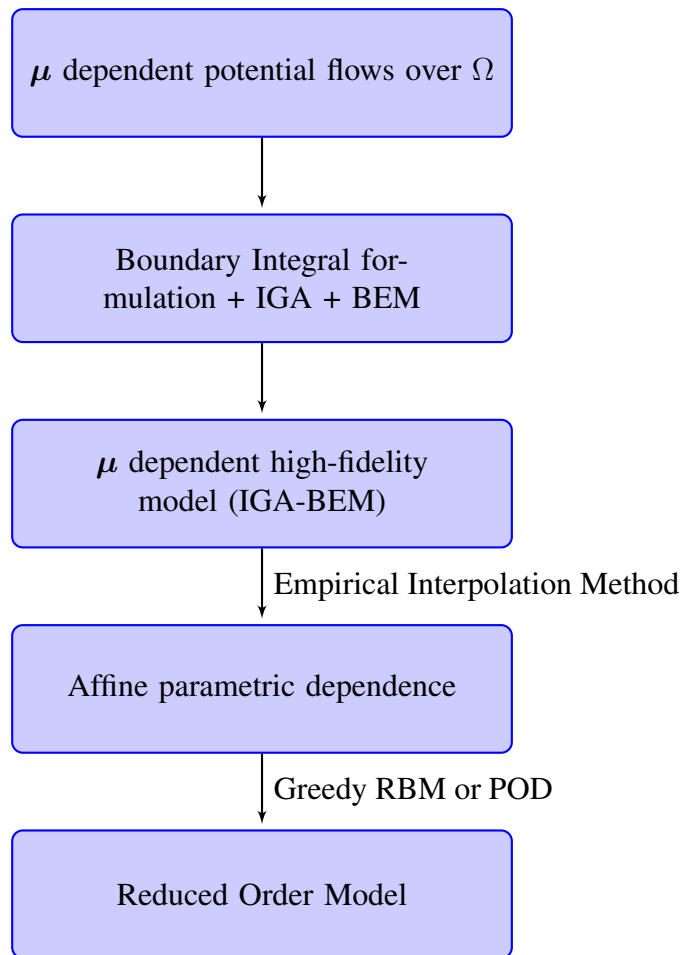 μ dependent potential flows over Ω
Boundary Integral for-
mulation + IGA + BEM
μ dependent high-fidelity
model (IGA-BEM)
Empirical Interpolation Method
Affine parametric dependence
Greedy RBM or POD
Reduced Order Model